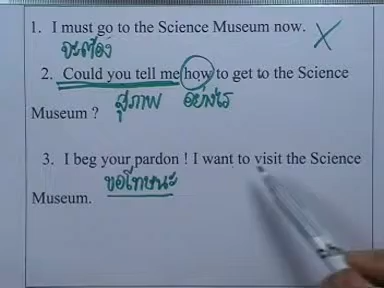 1. I must go to the Science Museum now. X
จะต้อง
2. Could you tell me how to get to the Science
Museum ? สุภาพ อย่างไร
3. I beg your pardon ! I want to visit the Science
ขอโทษนะ
Museum.